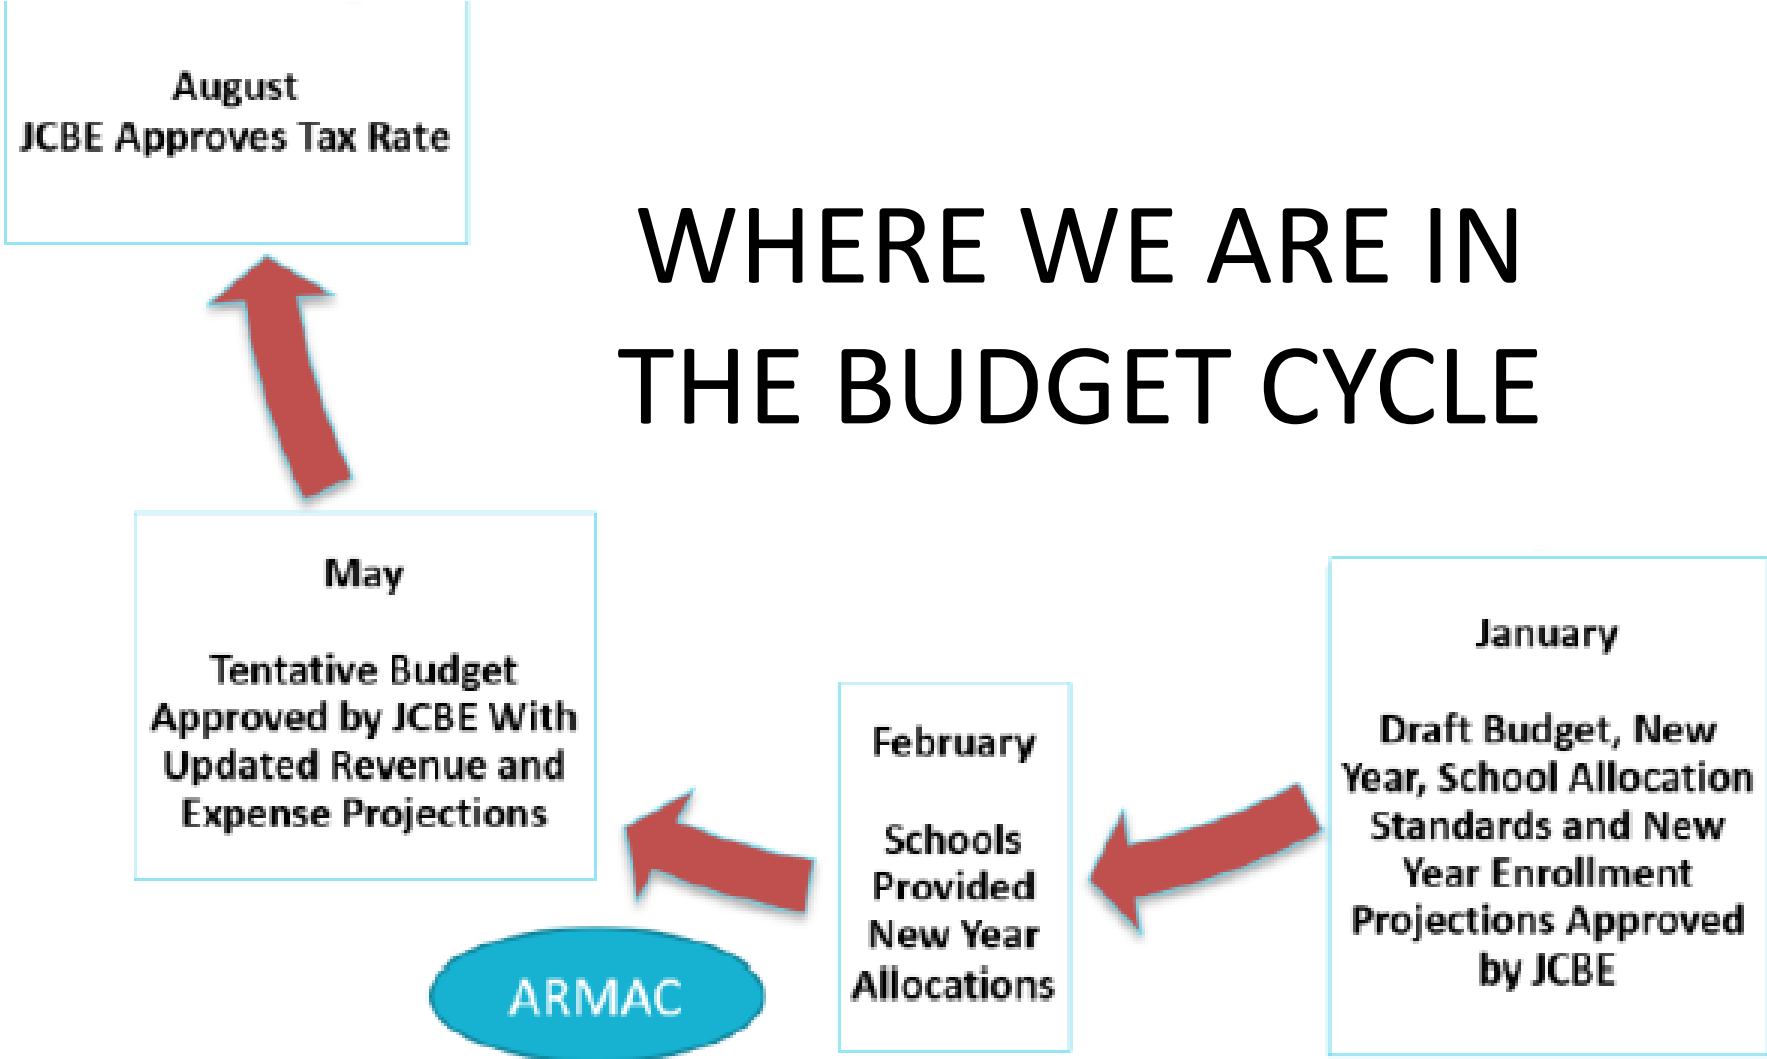 August
JCBE Approves Tax Rate
WHERE WE ARE IN
THE BUDGET CYCLE
May
Tentative Budget
Approved by JCBE With
Updated Revenue and
Expense Projections
February
Schools
Provided
New Year
Allocations
January
Draft Budget, New
Year, School Allocation
Standards and New
Year Enrollment
Projections Approved
by JCBE
ARMAC